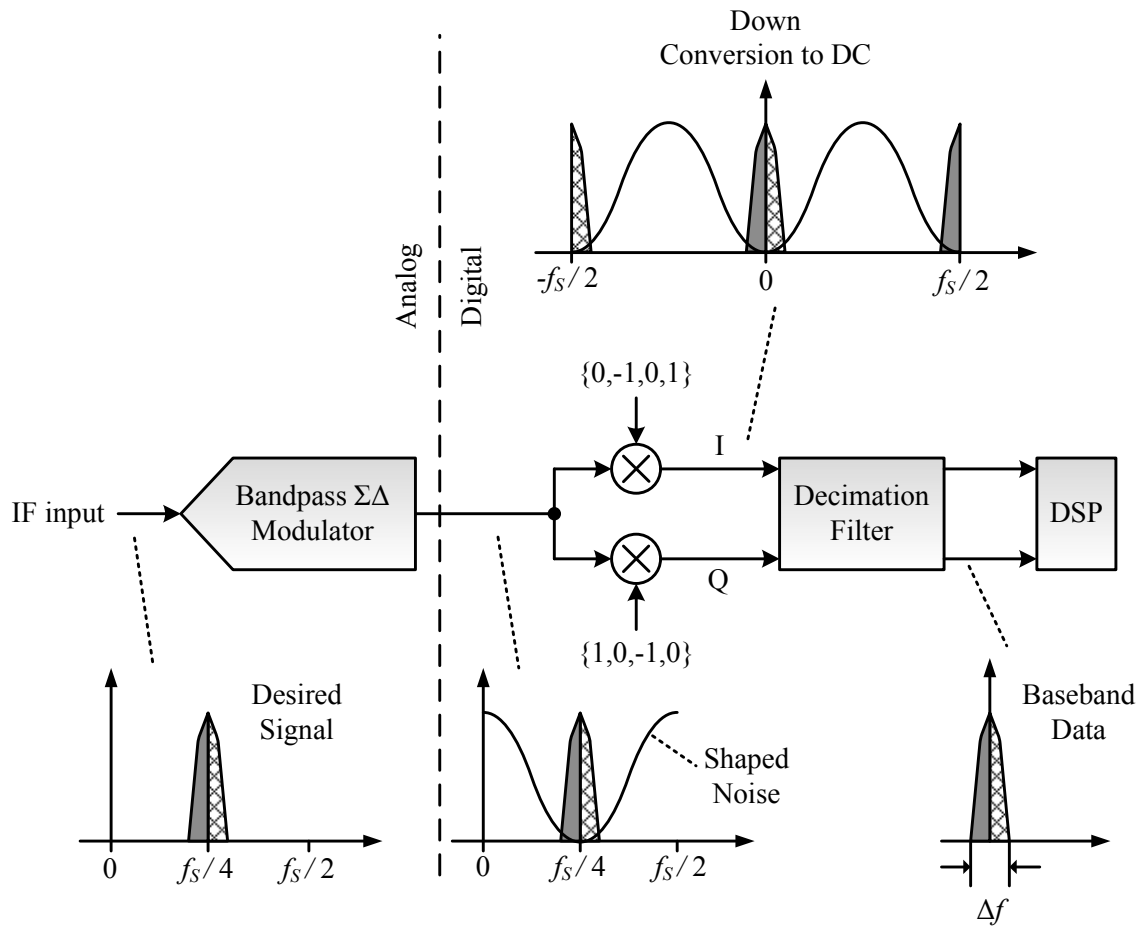 Down
Conversion to DC
-fS/2
0
fS/2
Analog
Digital
{0,-1,0,1}
I
IF input
Bandpass ΣΔ
Modulator
Decimation
Filter
DSP
Q
{1,0,-1,0}
Desired
Signal
0
fS/4
fS/2
Shaped
Noise
0
fS/4
fS/2
Baseband
Data
Δf